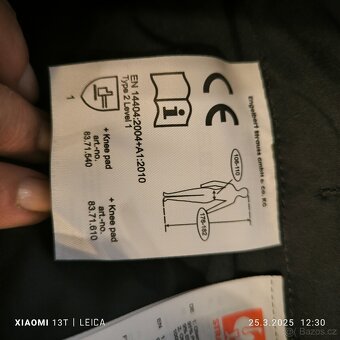 EN 14404:2004+A1:2010
Type 2 Level 1
+ Knee pad
art.-no.
83.71.540
+ Knee pad
art.-no.
83.71.610
1
CE
i
Engelbert Strauss GmbH & Co. KG
106-110
176-182
XIAOMI 13T | LEICA
25.3.2025 12:30
Bazoš.cz